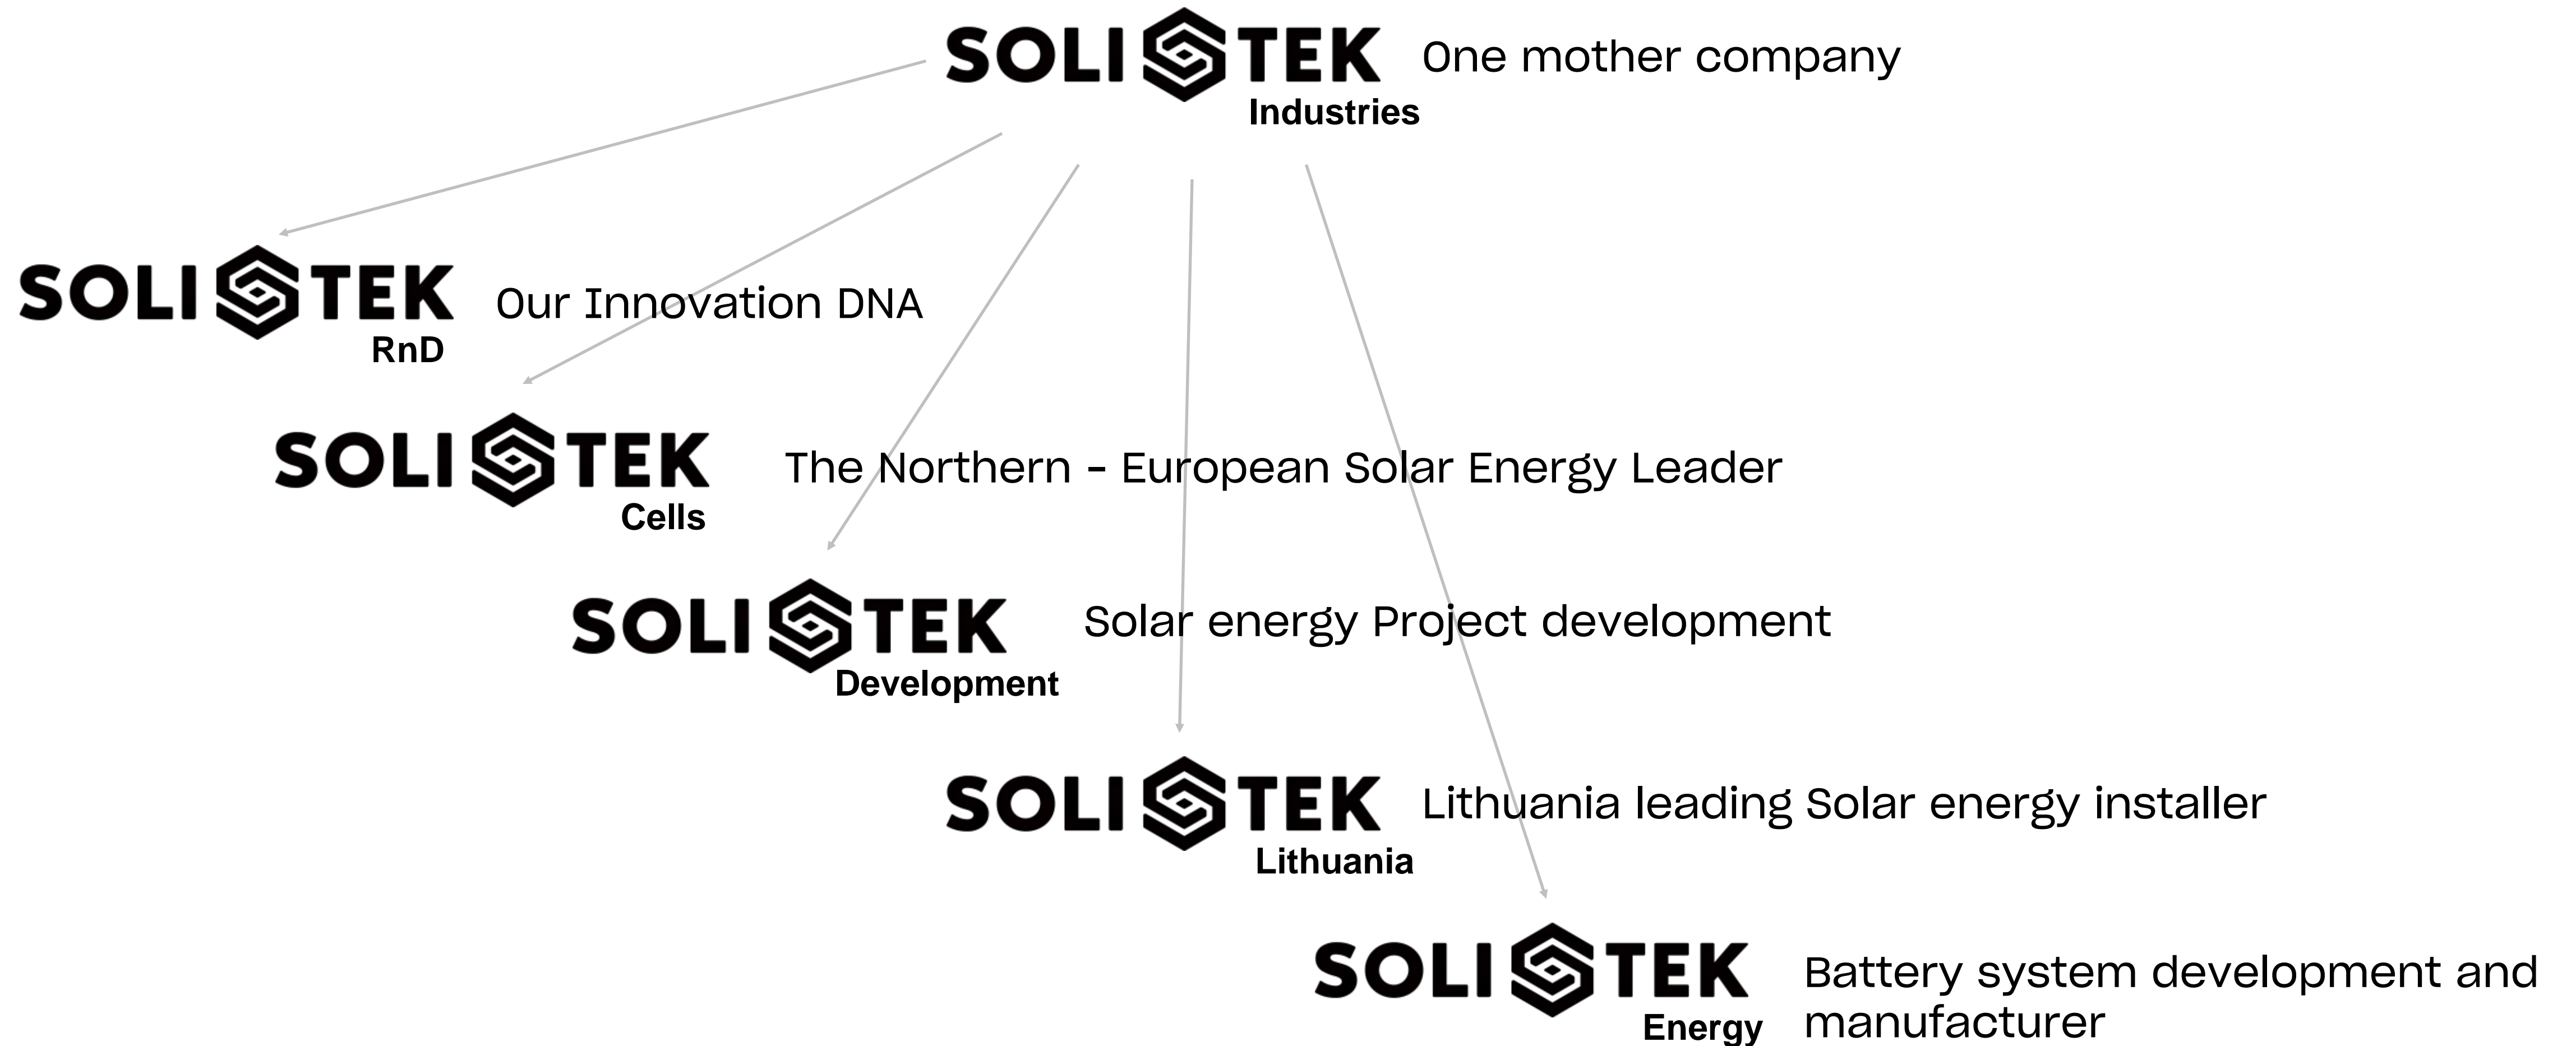 SOLITEK One mother company
Industries
SOLITEK Our Innovation DNA
RnD
SOLITEK The Northern - European Solar Energy Leader
Cells
SOLITEK Solar energy Project development
Development
SOLITEK Lithuania leading Solar energy installer
Lithuania
SOLITEK Battery system development and
manufacturer
Energy